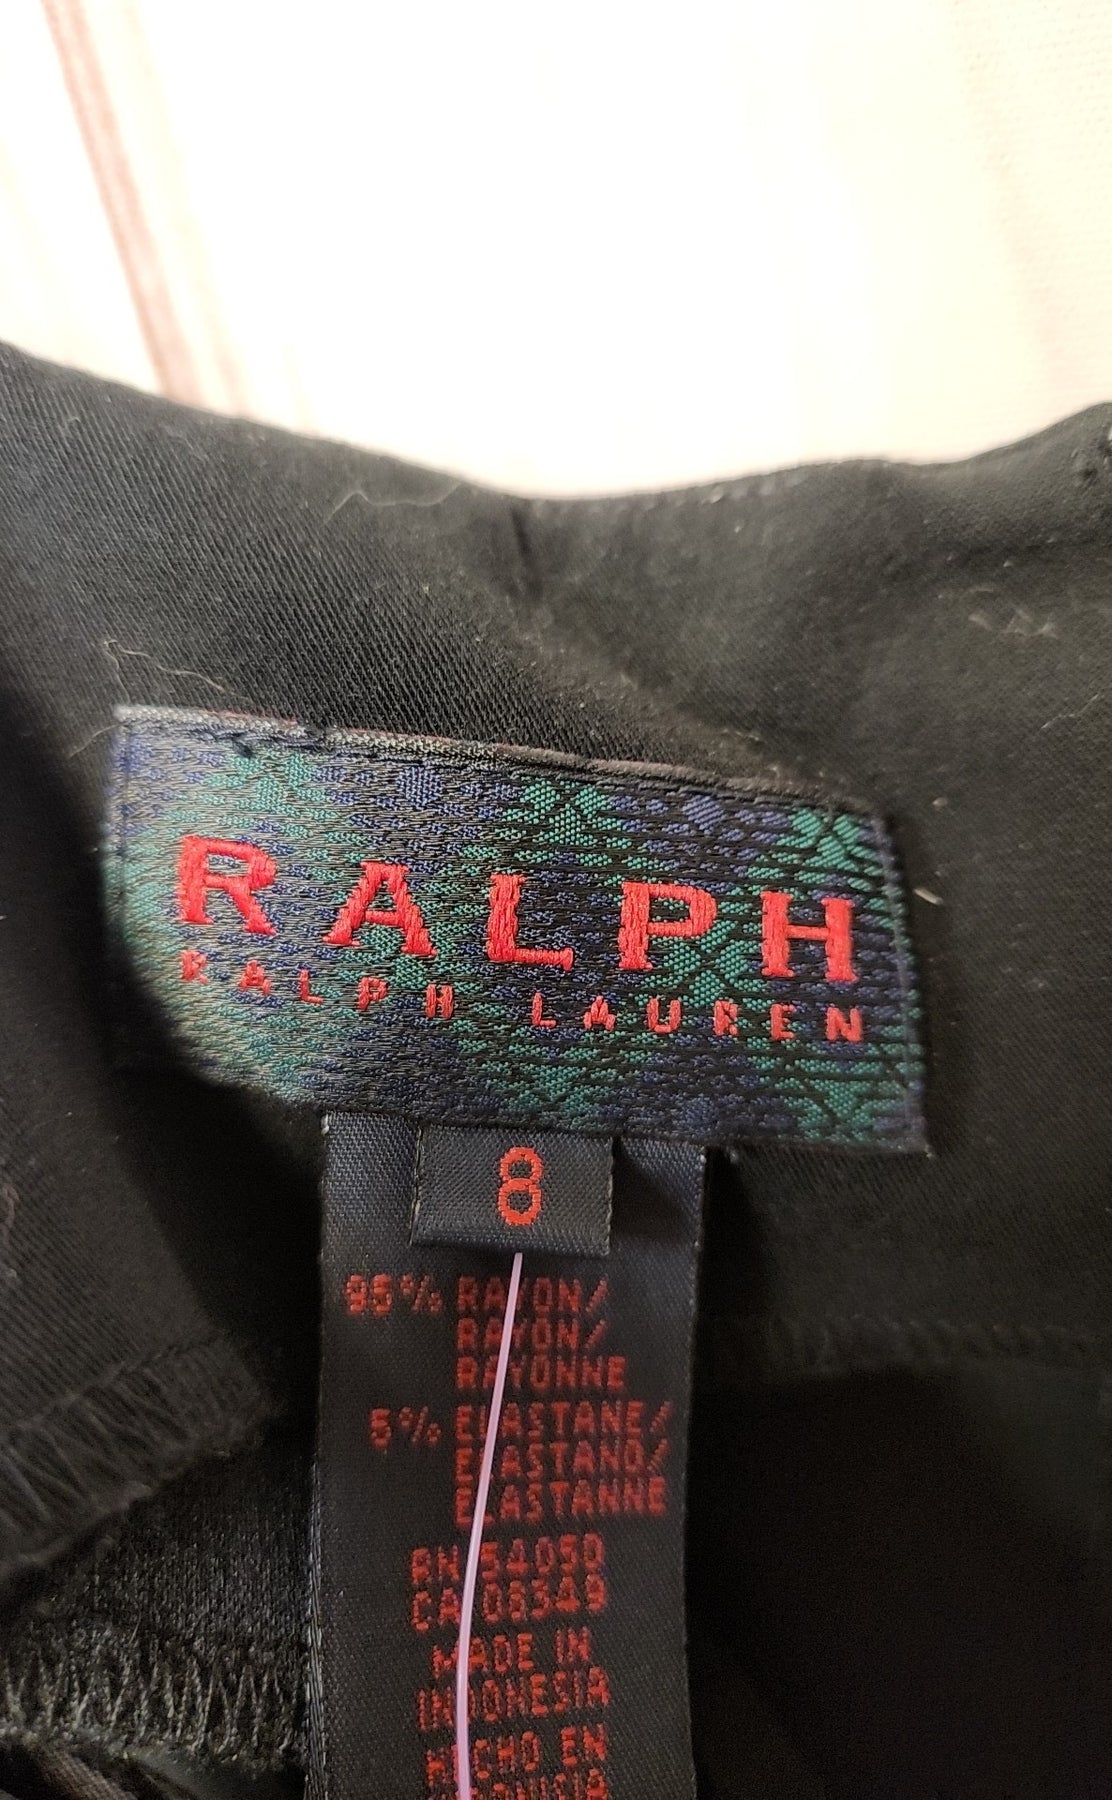 RALPH
RALPH LAUREN
8
95% RAYON/
RAYON/
RAYONNE
5% ELASTANE/
ELASTANO/
ELASTANNE
RN 54050
CA 08349
MADE IN
INDONESIA
HECHO EN